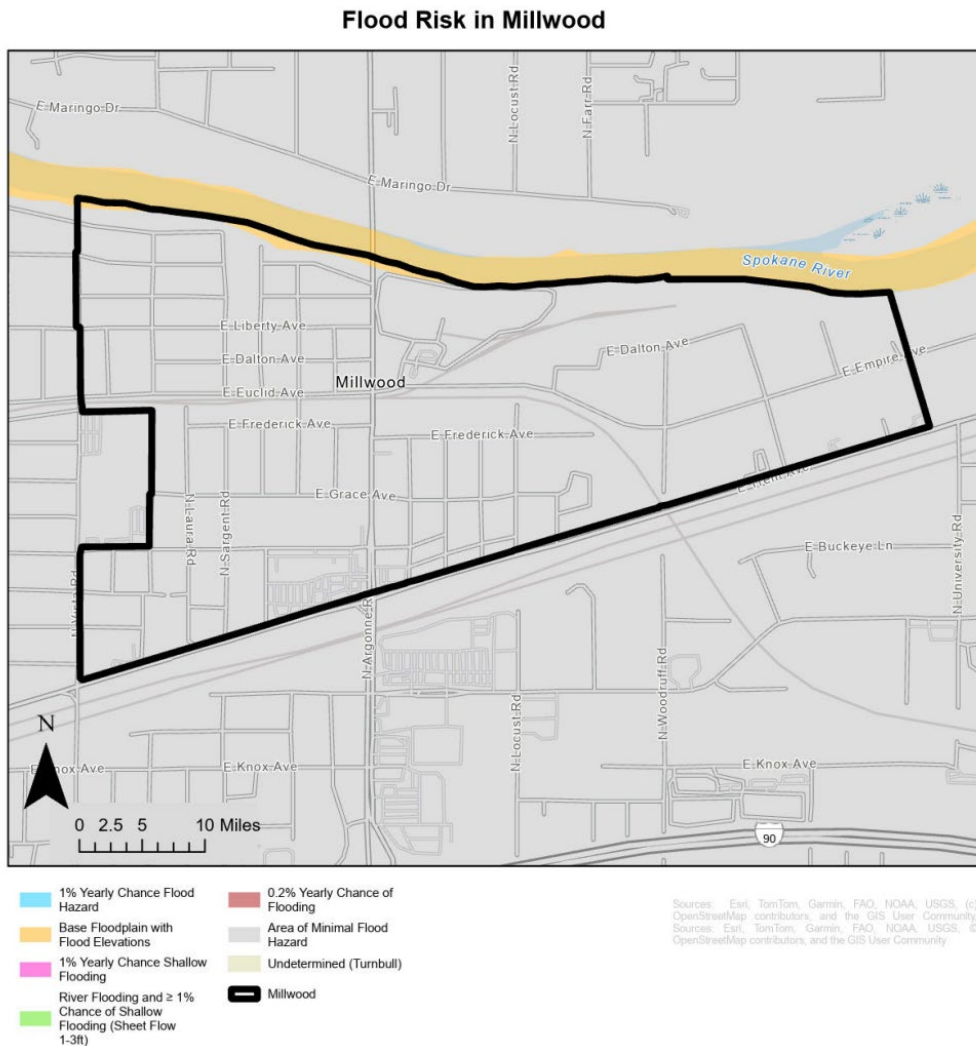 Flood Risk in Millwood
N Locust Rd
N Farr Rd
E Maringo Dr
E Maringo Dr
Spokane River
E Liberty Ave
E Dalton Ave
E Dalton Ave
E Empire Ave
Millwood
E Euclid Ave
E Frederick Ave
E Frederick Ave
E Trent Ave
E Grace Ave
N Laura Rd
N Sargent Rd
N University Rd
E Buckeye Ln
N Vista Rd
N Argonne R
N Locust Rd
N Woodruff Rd
N
E Knox Ave
E Knox Ave
E Knox Ave
0 2.5 5 10 Miles
90
1% Yearly Chance Flood
Hazard
Base Floodplain with
Flood Elevations
1% Yearly Chance Shallow
Flooding
River Flooding and ≥ 1%
Chance of Shallow
Flooding (Sheet Flow
1-3ft)
0.2% Yearly Chance of
Flooding
Area of Minimal Flood
Hazard
Undetermined (Turnbull)
Millwood
Sources: Esri, TomTom, Garmin, FAO, NOAA, USGS, (c)
OpenStreetMap contributors, and the GIS User Community,
Sources: Esri, TomTom, Garmin, FAO, NOAA, USGS, ©
OpenStreetMap contributors, and the GIS User Community